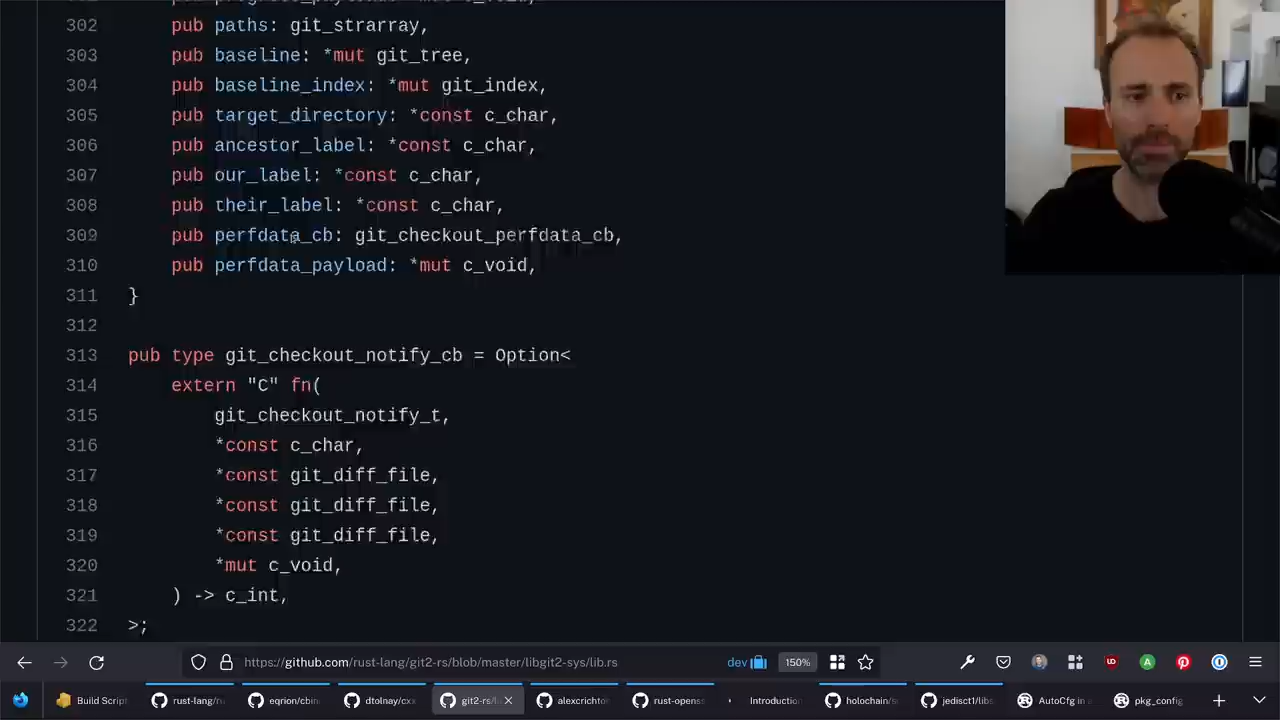 302 pub paths: git_strarray,
303 pub baseline: *mut git_tree,
304 pub baseline_index: *mut git_index,
305 pub target_directory: *const c_char,
306 pub ancestor_label: *const c_char,
307 pub our_label: *const c_char,
308 pub their_label: *const c_char,
309 pub perfdata_cb: git_checkout_perfdata_cb,
310 pub perfdata_payload: *mut c_void,
311 }
312
313 pub type git_checkout_notify_cb = Option<
314 extern "C" fn(
315 git_checkout_notify_t,
316 *const c_char,
317 *const git_diff_file,
318 *const git_diff_file,
319 *const git_diff_file,
320 *mut c_void,
321 ) -> c_int,
322 >;
https://github.com/rust-lang/git2-rs/blob/master/libgit2-sys/lib.rs dev 150%
Build Script rust-lang/ru eqrion/cbin dtolnay/cxx git2-rs/l alexcrichto rust-openss Introduction holochain/s jedisct1/libs AutoCfg in a pkg_config